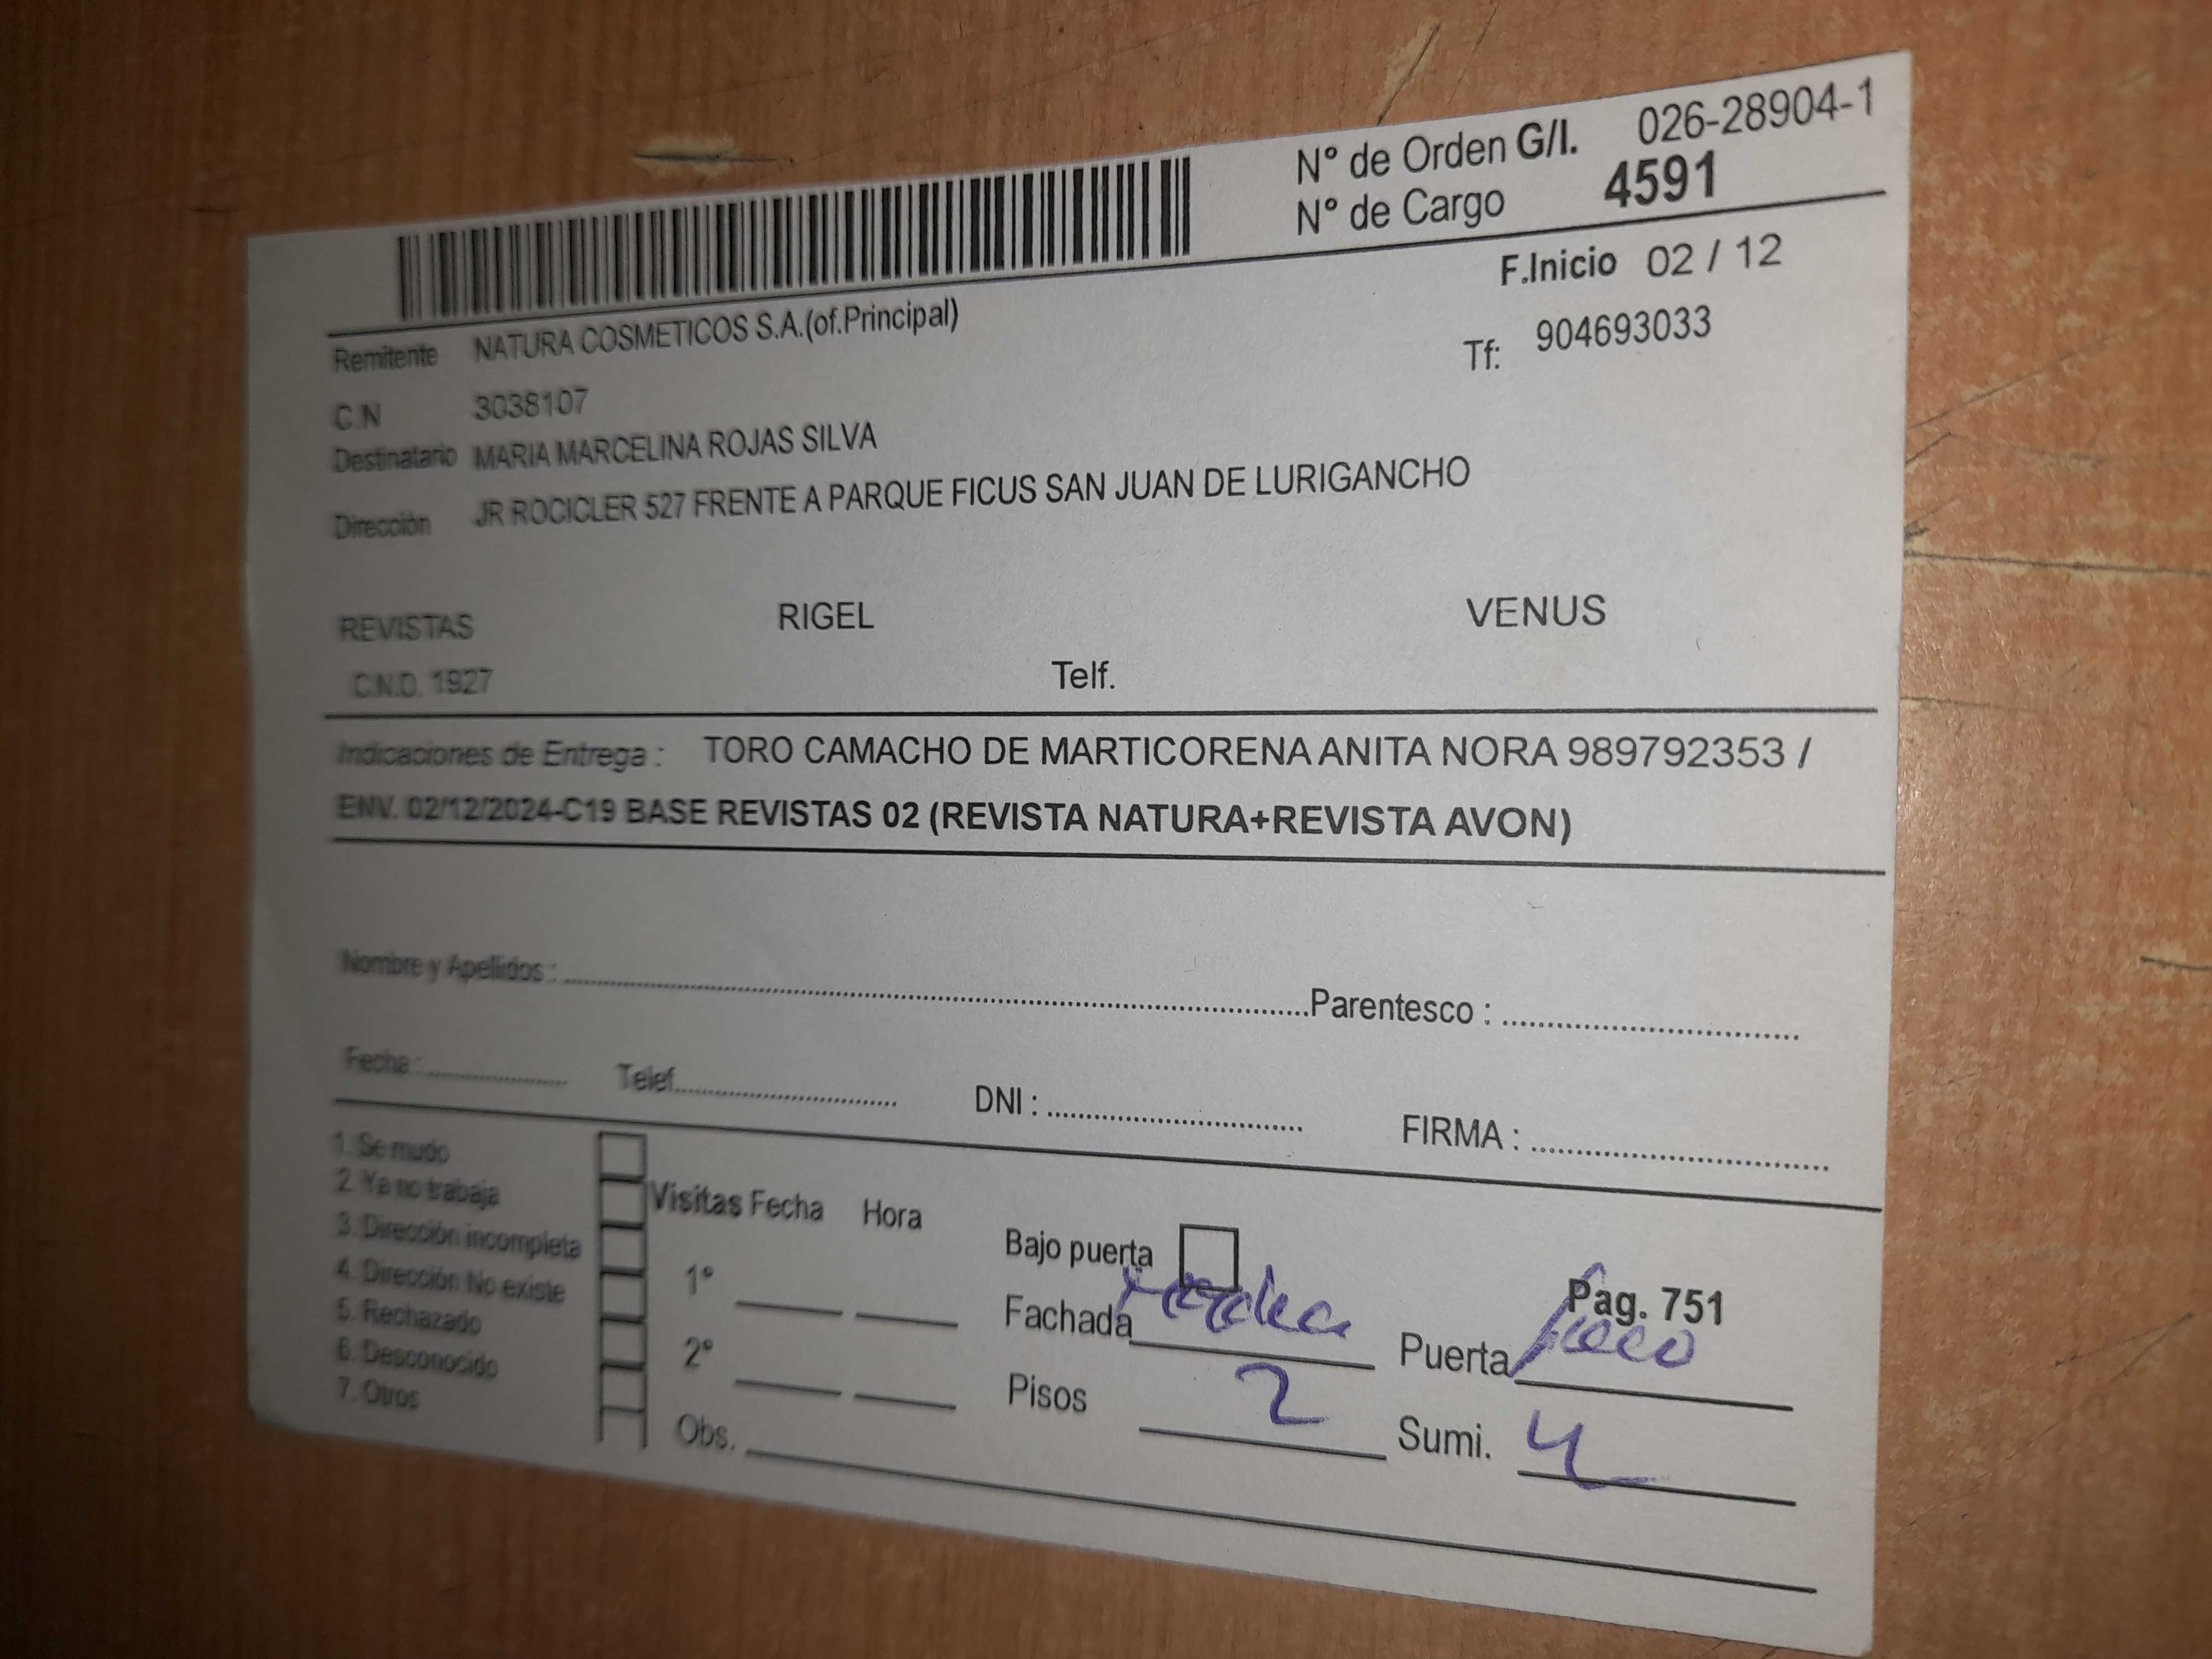 N° de Orden G/I. 026-28904-1
N° de Cargo 4591
F.Inicio 02 / 12
Remitente NATURA COSMETICOS S.A.(of.Principal)
Tf: 904693033
C.N 3038107
Destinatario MARIA MARCELINA ROJAS SILVA
Dirección JR ROCICLER 527 FRENTE A PARQUE FICUS SAN JUAN DE LURIGANCHO
REVISTAS RIGEL VENUS
C.N.D. 1927 Telf.
Indicaciones de Entrega : TORO CAMACHO DE MARTICORENA ANITA NORA 989792353 /
ENV. 02/12/2024-C19 BASE REVISTAS 02 (REVISTA NATURA+REVISTA AVON)
Nombre y Apellidos : Parentesco :
Fecha : Telef. DNI : FIRMA :
1. Se mudo
2. Ya no trabaja
3. Dirección incompleta
4. Dirección No existe
5. Rechazado
6. Desconocido
7. Otros
Visitas Fecha Hora
1°
2°
Obs.
Bajo puerta
Pag. 751
Fachada
Puerta
Pisos 2
Sumi. 4